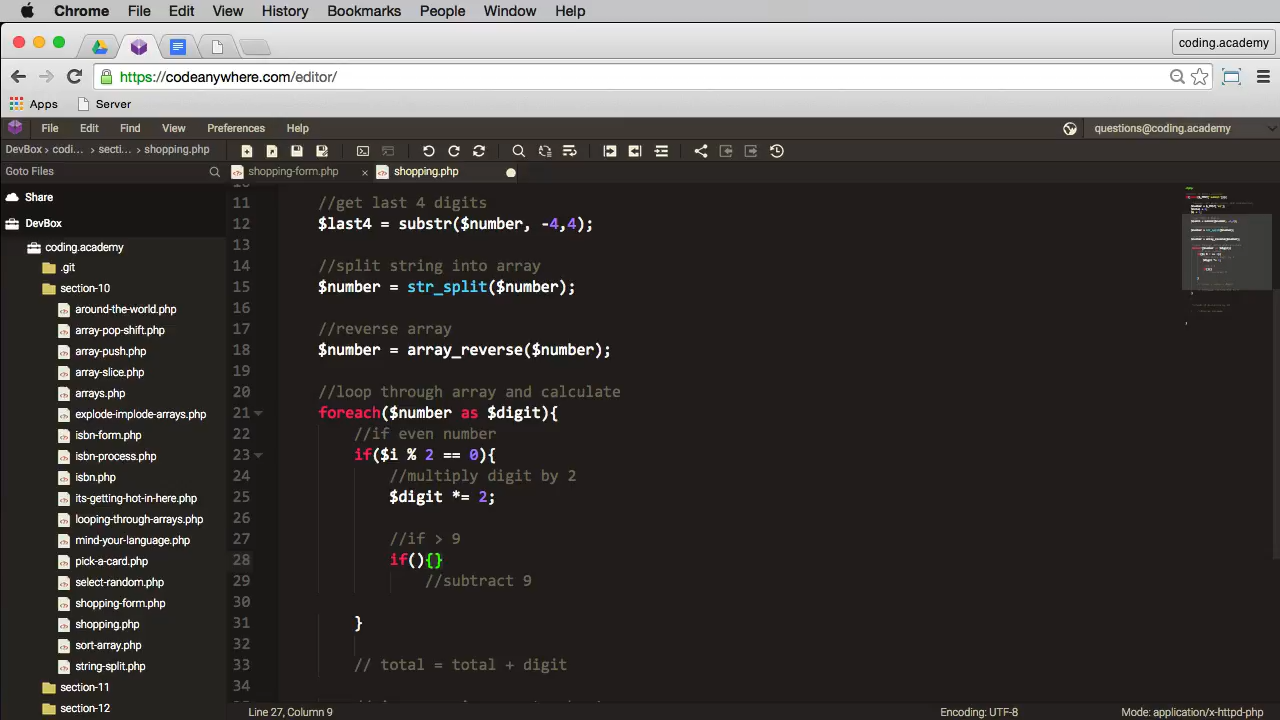 Chrome File Edit View History Bookmarks People Window Help
coding.academy
https://codeanywhere.com/editor/
Apps Server
File Edit Find View Preferences Help
questions@coding.academy
DevBox › codi... › secti... › shopping.php
Goto Files
shopping-form.php ×
shopping.php
Share
DevBox
coding.academy
.git
section-10
around-the-world.php
array-pop-shift.php
array-push.php
array-slice.php
arrays.php
explode-implode-arrays.php
isbn-form.php
isbn-process.php
isbn.php
its-getting-hot-in-here.php
looping-through-arrays.php
mind-your-language.php
pick-a-card.php
select-random.php
shopping-form.php
shopping.php
sort-array.php
string-split.php
section-11
section-12
11 //get last 4 digits
12 $last4 = substr($number, -4,4);
13
14 //split string into array
15 $number = str_split($number);
16
17 //reverse array
18 $number = array_reverse($number);
19
20 //loop through array and calculate
21 foreach($number as $digit){
22 //if even number
23 if($i % 2 == 0){
24 //multiply digit by 2
25 $digit *= 2;
26
27 //if > 9
28 if(){}
29 //subtract 9
30
31 }
32
33 // total = total + digit
34
Line 27, Column 9
Encoding: UTF-8
Mode: application/x-httpd-php